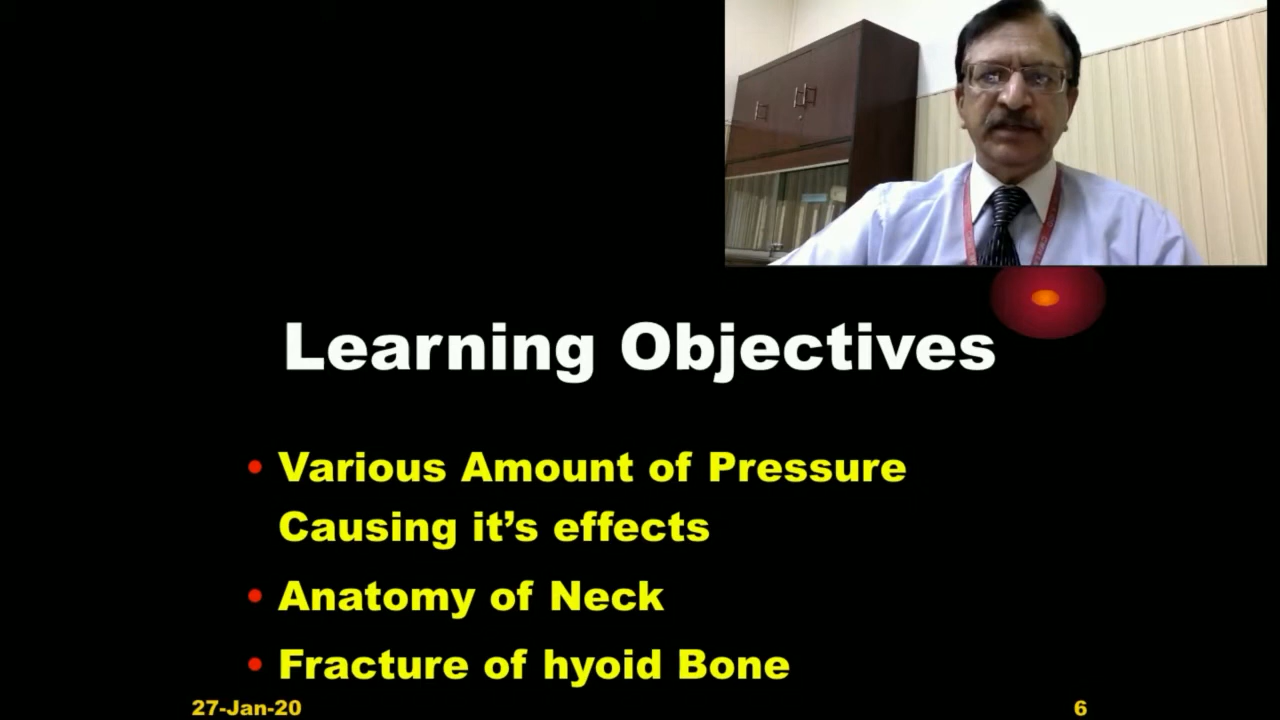 Learning Objectives
• Various Amount of Pressure
Causing it’s effects
• Anatomy of Neck
• Fracture of hyoid Bone
27-Jan-20
6